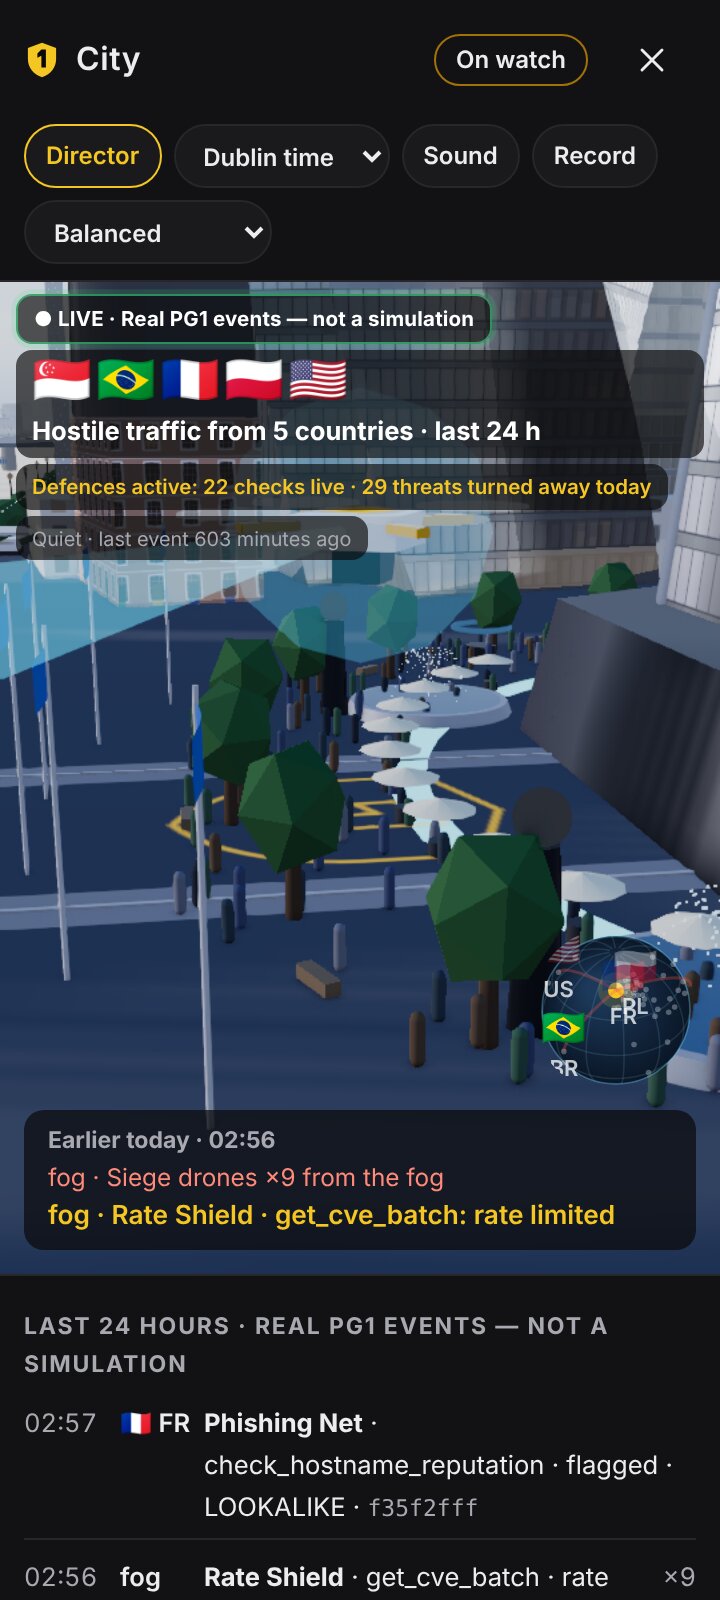 1 City
On watch
Director
Dublin time
Sound
Record
Balanced
LIVE · Real PG1 events — not a simulation
Hostile traffic from 5 countries · last 24 h
Defences active: 22 checks live · 29 threats turned away today
Quiet · last event 603 minutes ago
US
PL
FR
BR
Earlier today · 02:56
fog · Siege drones ×9 from the fog
fog · Rate Shield · get_cve_batch: rate limited
LAST 24 HOURS · REAL PG1 EVENTS — NOT A
SIMULATION
02:57 FR Phishing Net ·
check_hostname_reputation · flagged ·
LOOKALIKE · f35f2fff
02:56 fog Rate Shield · get_cve_batch · rate ×9